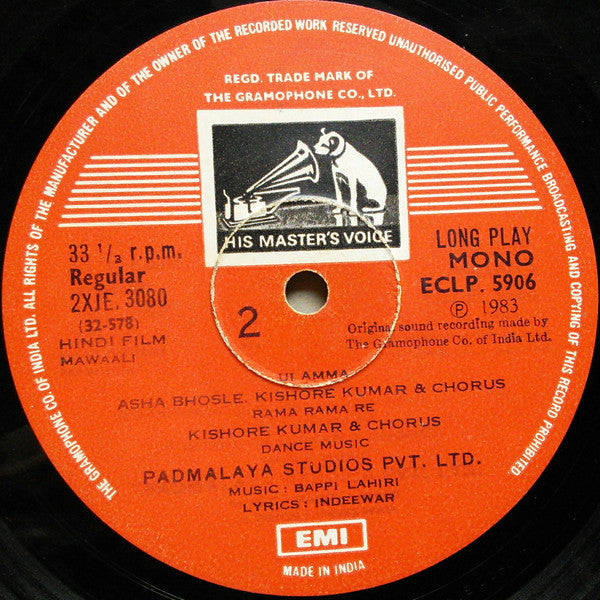 THE GRAMOPHONE CO. OF INDIA LTD. ALL RIGHTS OF THE MANUFACTURER AND OF THE OWNER OF THE RECORDED WORK RESERVED UNAUTHORISED PUBLIC PERFORMANCE BROADCASTING AND COPYING OF THIS RECORD PROHIBITED
REGD. TRADE MARK OF
THE GRAMOPHONE CO., LTD.
HIS MASTER'S VOICE
33 1/3 r.p.m.
Regular
2XJE. 3080
(32-578)
HINDI FILM
MAWAALI
2
LONG PLAY
MONO
ECLP. 5906
Ⓟ 1983
Original sound recording made by
The Gramophone Co. of India Ltd.
UI AMMA
ASHA BHOSLE, KISHORE KUMAR & CHORUS
RAMA RAMA RE
KISHORE KUMAR & CHORUS
DANCE MUSIC
PADMALAYA STUDIOS PVT. LTD.
MUSIC : BAPPI LAHIRI
LYRICS : INDEEWAR
EMI
MADE IN INDIA